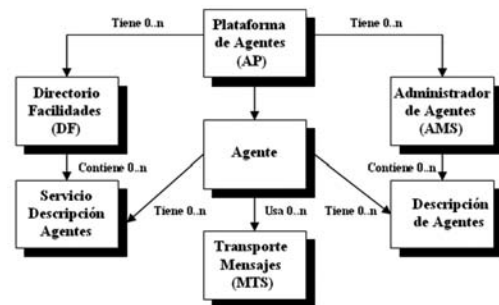 Tiene 0..n
Plataforma
de Agentes
(AP)
Tiene 0..n
Directorio
Facilidades
(DF)
Administrador
de Agentes
(AMS)
Agente
Contiene 0..n
Contiene 0..n
Servicio
Descripción
Agentes
Tiene 0..n
Usa 0..n
Tiene 0..n
Descripción
de Agentes
Transporte
Mensajes
(MTS)